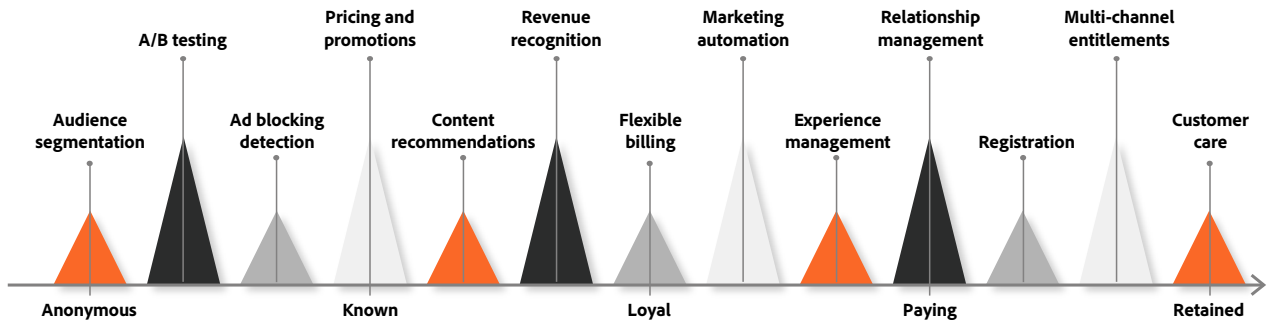 Audience
segmentation
A/B testing
Ad blocking
detection
Pricing and
promotions
Content
recommendations
Revenue
recognition
Flexible
billing
Marketing
automation
Experience
management
Relationship
management
Registration
Multi-channel
entitlements
Customer
care
Anonymous
Known
Loyal
Paying
Retained